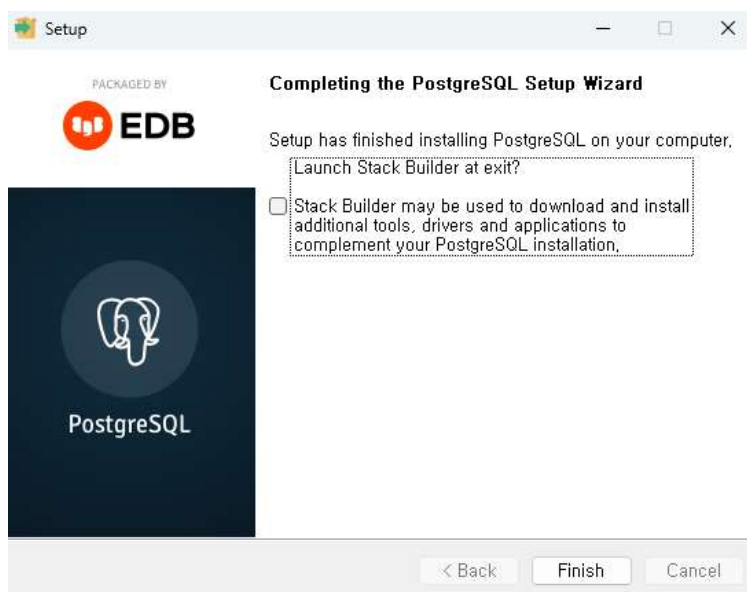 Setup
PACKAGED BY
EDB
PostgreSQL
Completing the PostgreSQL Setup Wizard
Setup has finished installing PostgreSQL on your computer.
Launch Stack Builder at exit?
Stack Builder may be used to download and install
additional tools, drivers and applications to
complement your PostgreSQL installation.
< Back
Finish
Cancel